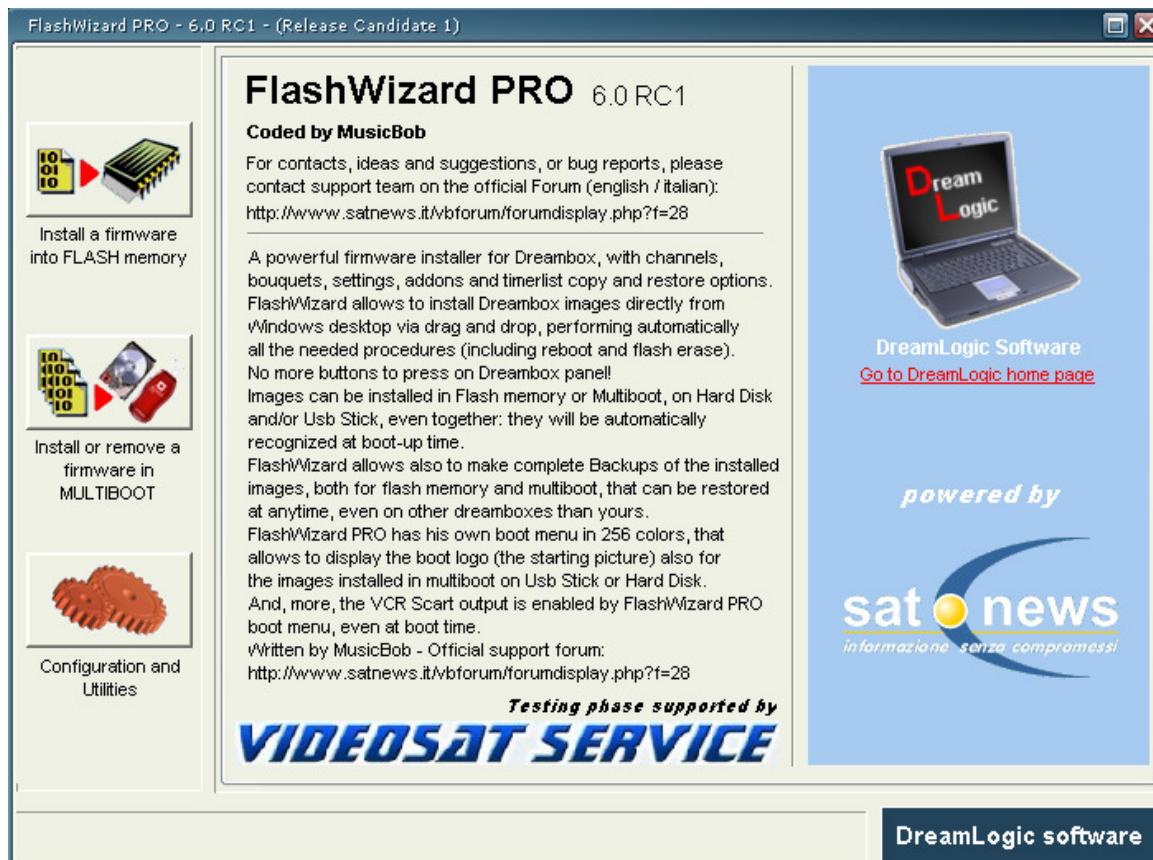 FlashWizard PRO - 6.0 RC1 - (Release Candidate 1)
Install a firmware
into FLASH memory
Install or remove a
firmware in
MULTIBOOT
Configuration and
Utilities
FlashWizard PRO 6.0 RC1
Coded by MusicBob
For contacts, ideas and suggestions, or bug reports, please
contact support team on the official Forum (english / italian):
http://www.satnews.it/vbforum/forumdisplay.php?f=28
A powerful firmware installer for Dreambox, with channels,
bouquets, settings, addons and timerlist copy and restore options.
FlashWizard allows to install Dreambox images directly from
Windows desktop via drag and drop, performing automatically
all the needed procedures (including reboot and flash erase).
No more buttons to press on Dreambox panel!
Images can be installed in Flash memory or Multiboot, on Hard Disk
and/or Usb Stick, even together: they will be automatically
recognized at boot-up time.
FlashWizard allows also to make complete Backups of the installed
images, both for flash memory and multiboot, that can be restored
at anytime, even on other dreamboxes than yours.
FlashWizard PRO has his own boot menu in 256 colors, that
allows to display the boot logo (the starting picture) also for
the images installed in multiboot on Usb Stick or Hard Disk.
And, more, the VCR Scart output is enabled by FlashWizard PRO
boot menu, even at boot time.
Written by MusicBob - Official support forum:
http://www.satnews.it/vbforum/forumdisplay.php?f=28
Testing phase supported by
VIDEOSAT SERVICE
Dream
Logic
DreamLogic Software
Go to DreamLogic home page
powered by
sat news
informazione senza compromessi
DreamLogic software